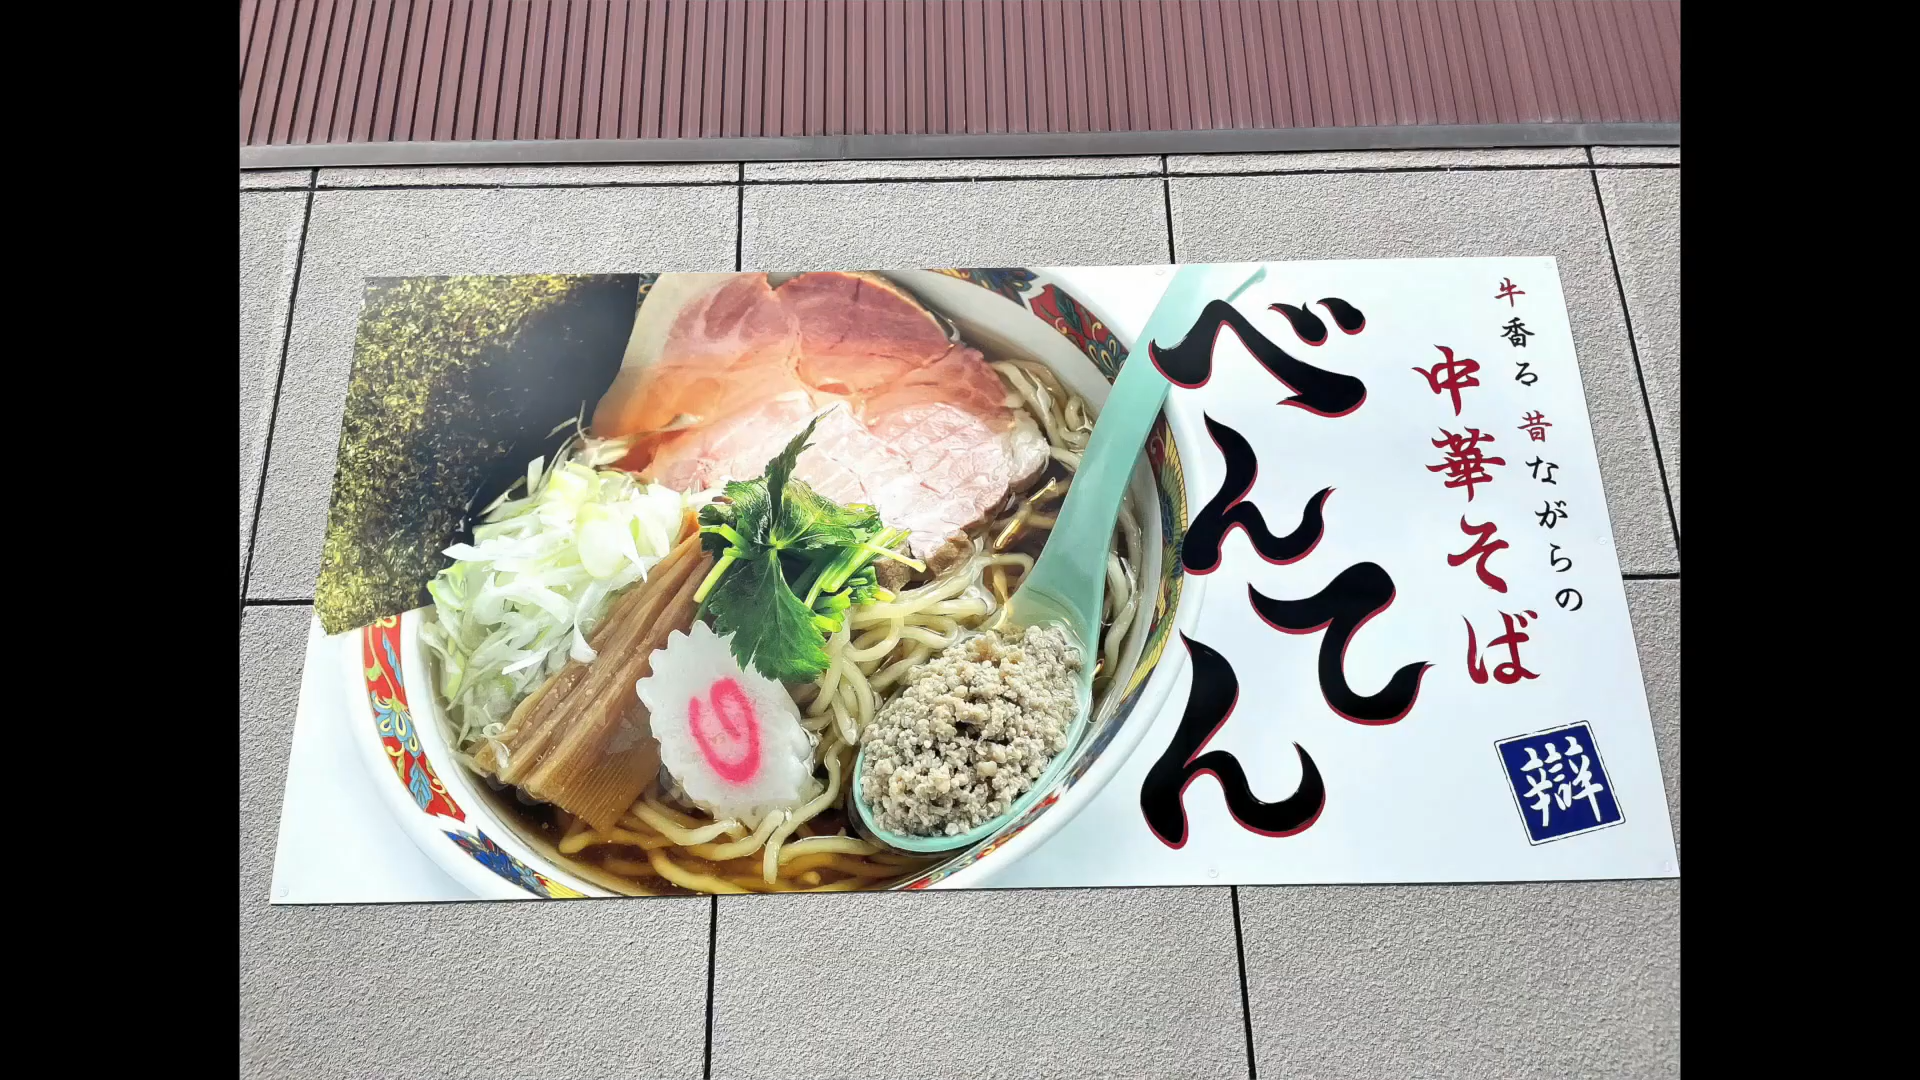 牛香る昔ながらの
中華そば
べんてん
辯